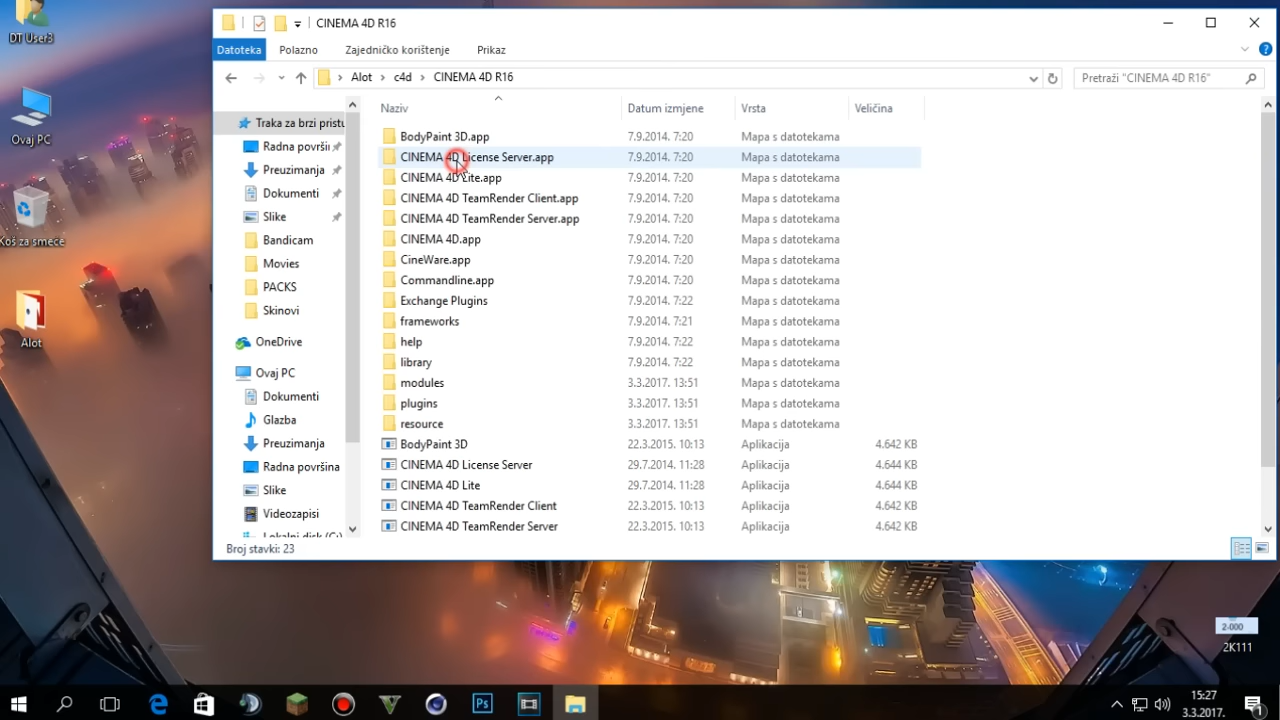 DT User3
Ovaj PC
Koš za smeće
Alot
CINEMA 4D R16
Datoteka Polazno Zajedničko korištenje Prikaz
Alot c4d CINEMA 4D R16 Pretraži "CINEMA 4D R16"
Traka za brzi pristu
Radna površin
Preuzimanja
Dokumenti
Slike
Bandicam
Movies
PACKS
Skinovi
OneDrive
Ovaj PC
Dokumenti
Glazba
Preuzimanja
Radna površina
Slike
Videozapisi
Lokalni disk (C:)
Naziv Datum izmjene Vrsta Veličina
BodyPaint 3D.app 7.9.2014. 7:20 Mapa s datotekama
CINEMA 4D License Server.app 7.9.2014. 7:20 Mapa s datotekama
CINEMA 4D Lite.app 7.9.2014. 7:20 Mapa s datotekama
CINEMA 4D TeamRender Client.app 7.9.2014. 7:20 Mapa s datotekama
CINEMA 4D TeamRender Server.app 7.9.2014. 7:20 Mapa s datotekama
CINEMA 4D.app 7.9.2014. 7:20 Mapa s datotekama
CineWare.app 7.9.2014. 7:20 Mapa s datotekama
Commandline.app 7.9.2014. 7:20 Mapa s datotekama
Exchange Plugins 7.9.2014. 7:22 Mapa s datotekama
frameworks 7.9.2014. 7:21 Mapa s datotekama
help 7.9.2014. 7:22 Mapa s datotekama
library 7.9.2014. 7:22 Mapa s datotekama
modules 3.3.2017. 13:51 Mapa s datotekama
plugins 3.3.2017. 13:51 Mapa s datotekama
resource 3.3.2017. 13:51 Mapa s datotekama
BodyPaint 3D 22.3.2015. 10:13 Aplikacija 4.642 KB
CINEMA 4D License Server 29.7.2014. 11:28 Aplikacija 4.644 KB
CINEMA 4D Lite 29.7.2014. 11:28 Aplikacija 4.644 KB
CINEMA 4D TeamRender Client 22.3.2015. 10:13 Aplikacija 4.642 KB
CINEMA 4D TeamRender Server 22.3.2015. 10:13 Aplikacija 4.642 KB
Broj stavki: 23
2-000
2K111
Ps
15:27
3.3.2017.
1